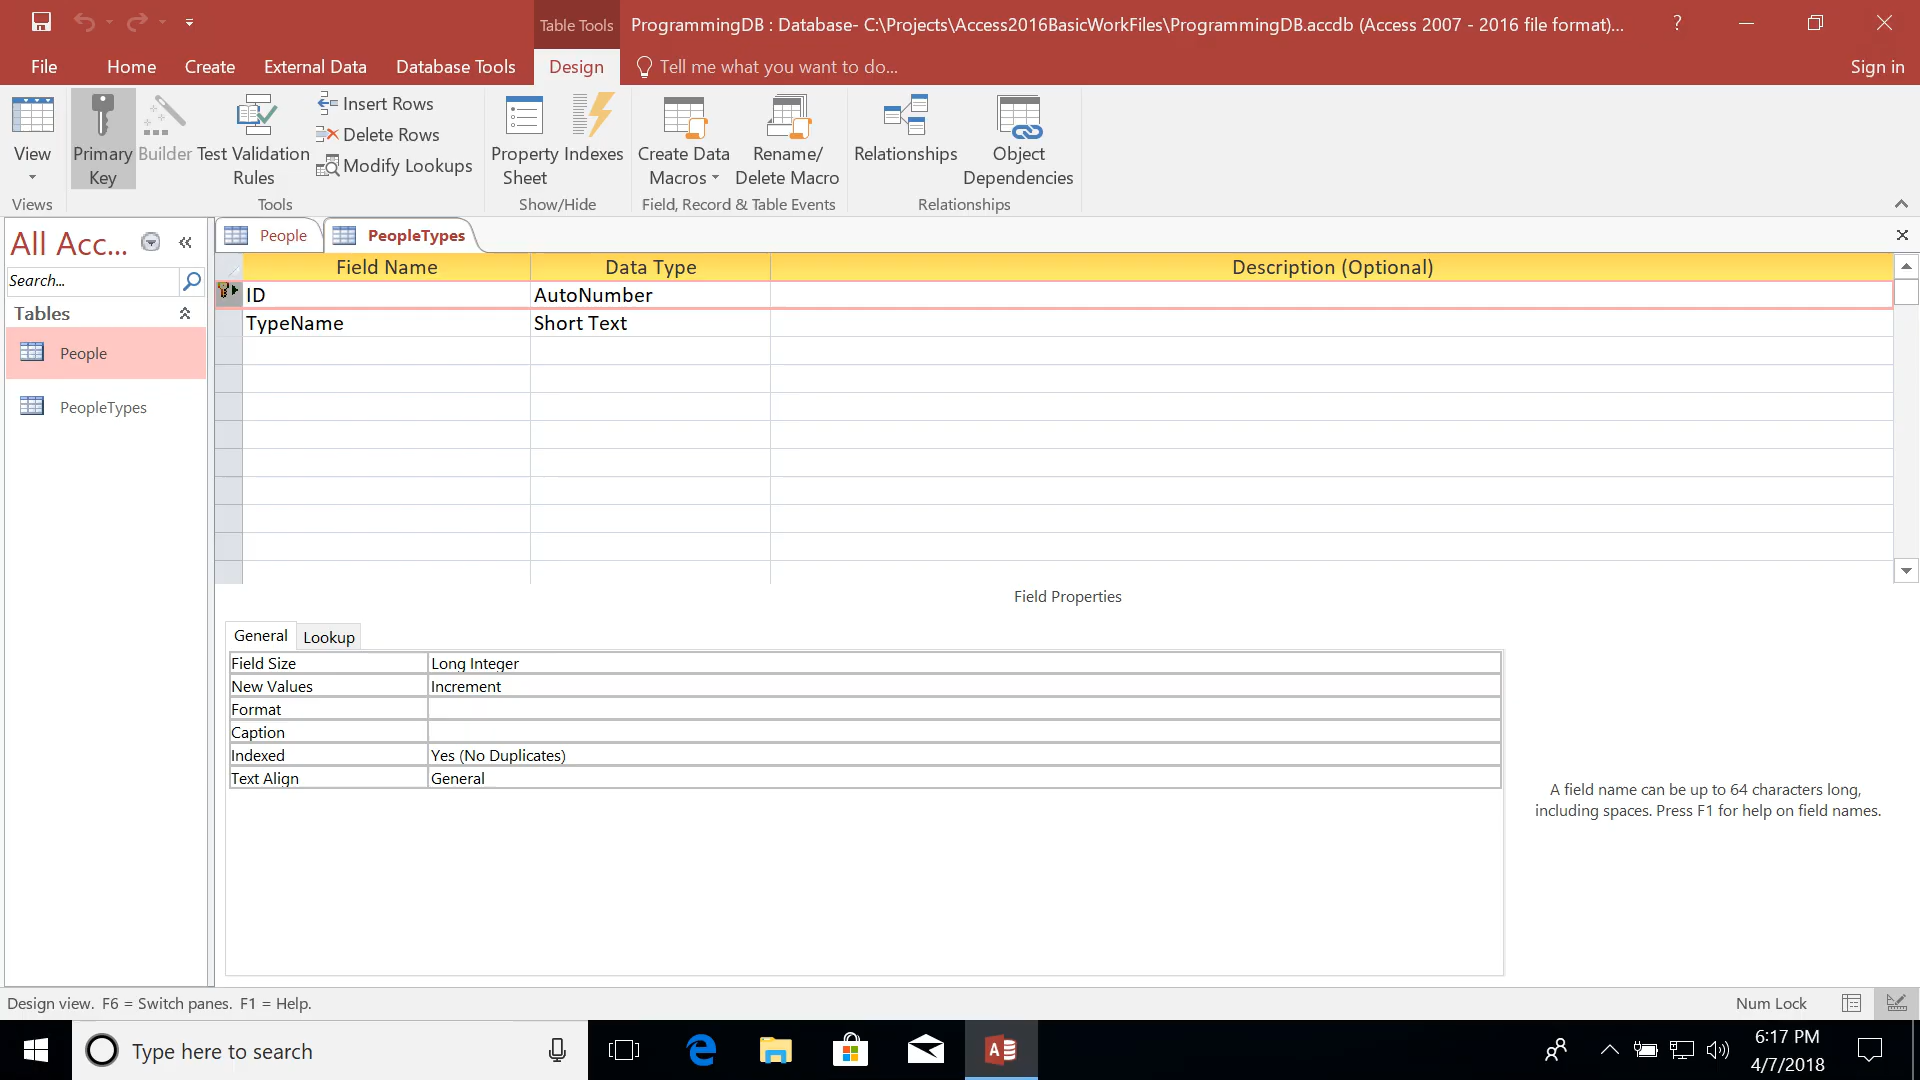 Table Tools
ProgrammingDB : Database- C:\Projects\Access2016BasicWorkFiles\ProgrammingDB.accdb (Access 2007 - 2016 file format)...
?
File
Home
Create
External Data
Database Tools
Design
Tell me what you want to do...
Sign in
View
Primary Key
Builder
Test Validation Rules
Insert Rows
Delete Rows
Modify Lookups
Property Sheet
Indexes
Create Data Macros
Rename/ Delete Macro
Relationships
Object Dependencies
Views
Tools
Show/Hide
Field, Record & Table Events
Relationships
All Acc...
Search...
Tables
People
PeopleTypes
People
PeopleTypes
Field Name
Data Type
Description (Optional)
ID
AutoNumber
TypeName
Short Text
Field Properties
General
Lookup
Field Size
Long Integer
New Values
Increment
Format
Caption
Indexed
Yes (No Duplicates)
Text Align
General
A field name can be up to 64 characters long,
including spaces. Press F1 for help on field names.
Design view. F6 = Switch panes. F1 = Help.
Num Lock
Type here to search
6:17 PM
4/7/2018